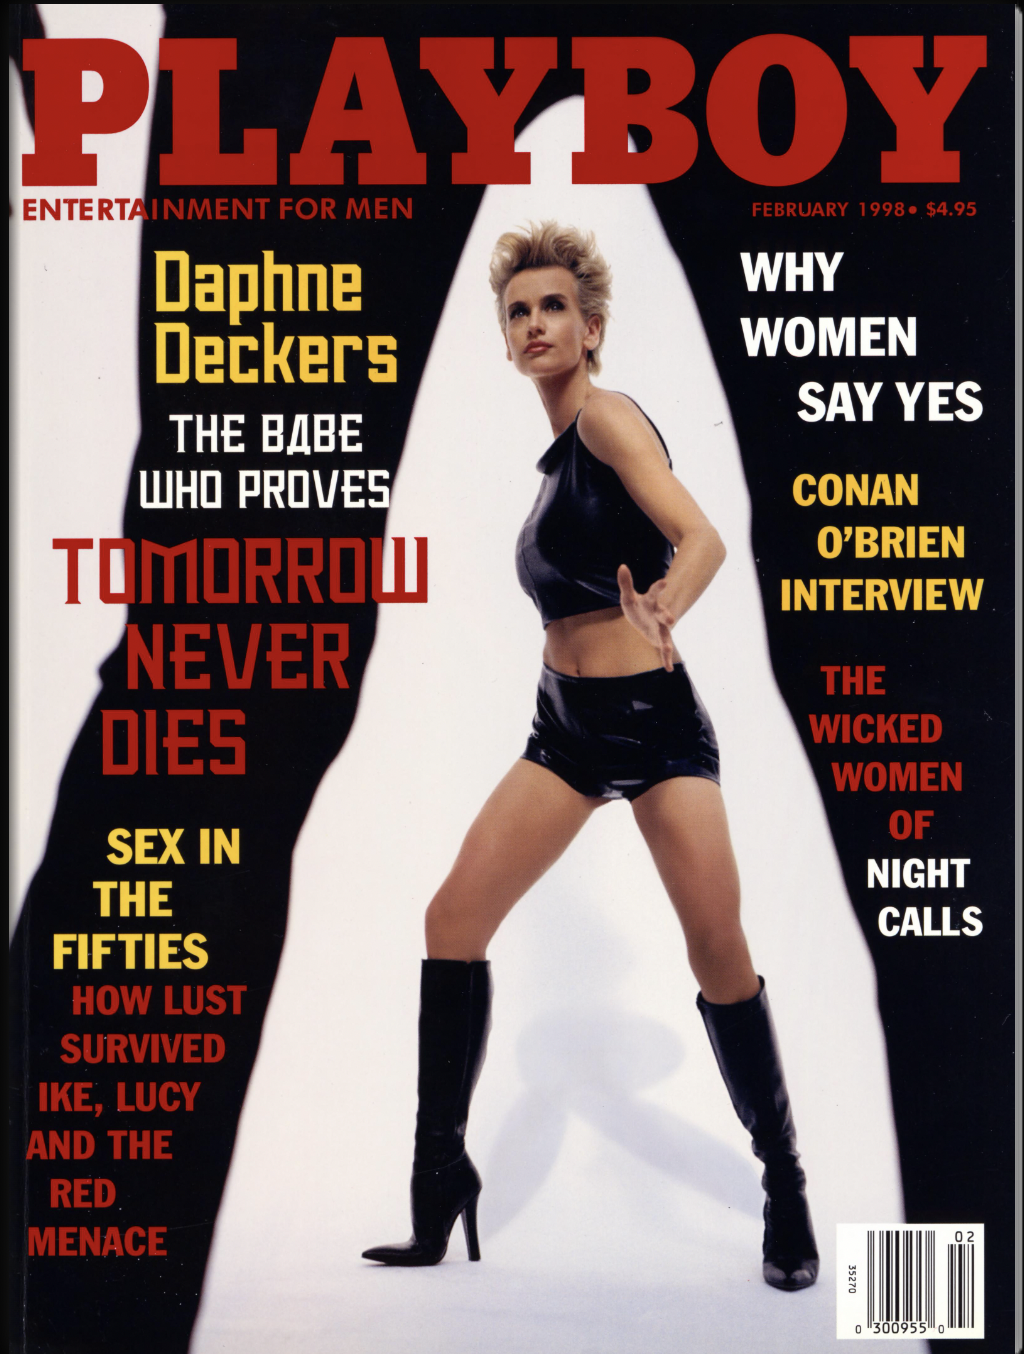 PLAYBOY
ENTERTAINMENT FOR MEN
FEBRUARY 1998• $4.95
Daphne
Deckers
THE BABE
WHO PROVES
TOMORROW
NEVER
DIES
SEX IN
THE
FIFTIES
HOW LUST
SURVIVED
IKE, LUCY
AND THE
RED
MENACE
WHY
WOMEN
SAY YES
CONAN
O'BRIEN
INTERVIEW
THE
WICKED
WOMEN
OF
NIGHT
CALLS
02
35270
0 300955 0